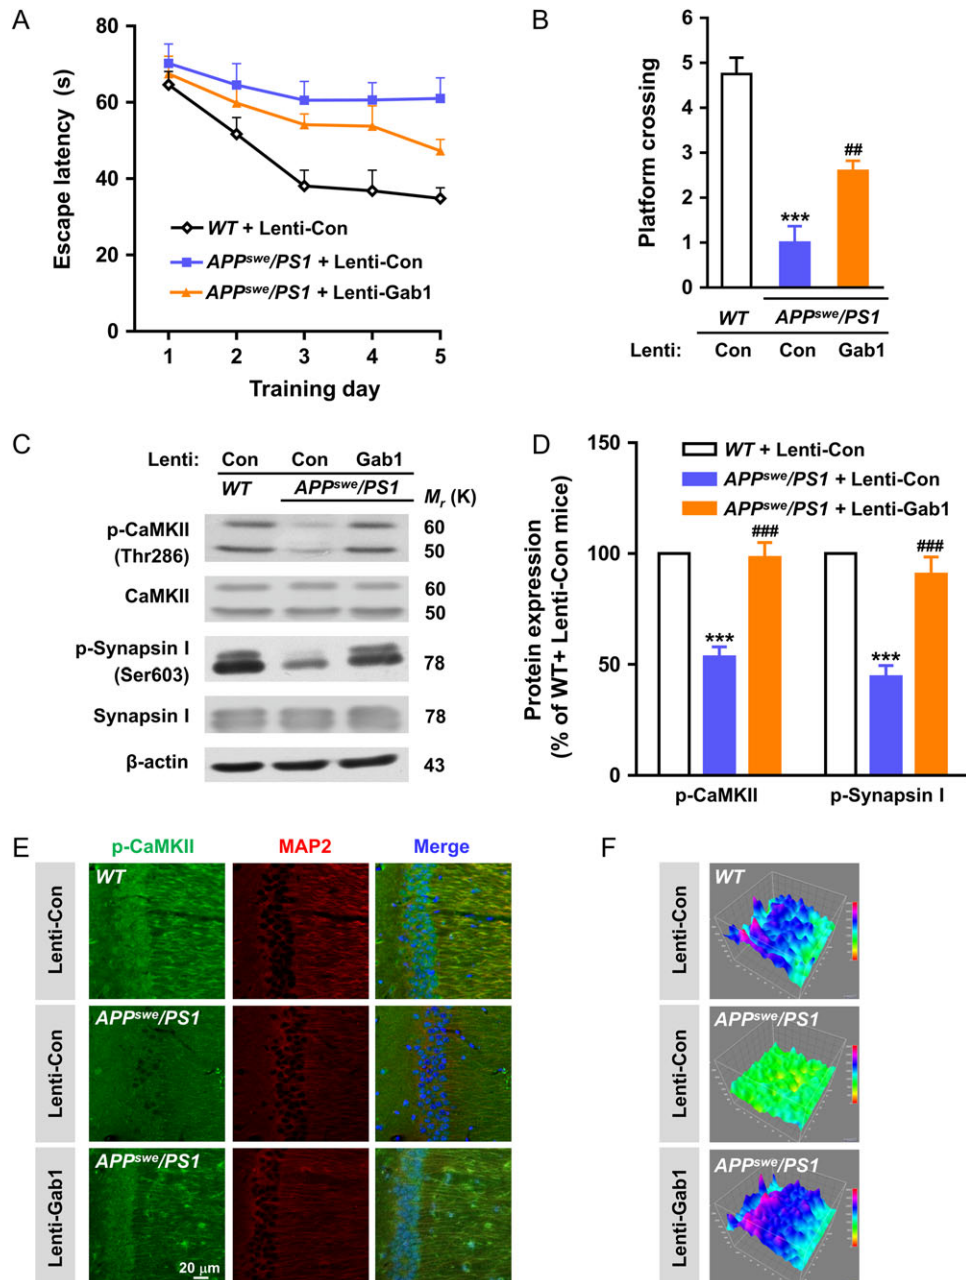 A
80
60
40
20
0
Escape latency (s)
WT + Lenti-Con
APPswe/PS1 + Lenti-Con
APPswe/PS1 + Lenti-Gab1
1 2 3 4 5
Training day
B
6
5
4
3
2
1
0
Platform crossing
***
##
WT APPswe/PS1
Lenti: Con Con Gab1
C
Lenti: Con Con Gab1
WT APPswe/PS1 Mr (K)
p-CaMKII
(Thr286)
60
50
CaMKII
60
50
p-Synapsin I
(Ser603)
78
Synapsin I 78
β-actin 43
D
150
100
50
0
Protein expression
(% of WT+ Lenti-Con mice)
WT + Lenti-Con
APPswe/PS1 + Lenti-Con
APPswe/PS1 + Lenti-Gab1
***
###
***
###
p-CaMKII p-Synapsin I
E
p-CaMKII MAP2 Merge
Lenti-Con
WT
Lenti-Con
APPswe/PS1
Lenti-Gab1
APPswe/PS1
20 μm
F
Lenti-Con
WT
Lenti-Con
APPswe/PS1
Lenti-Gab1
APPswe/PS1